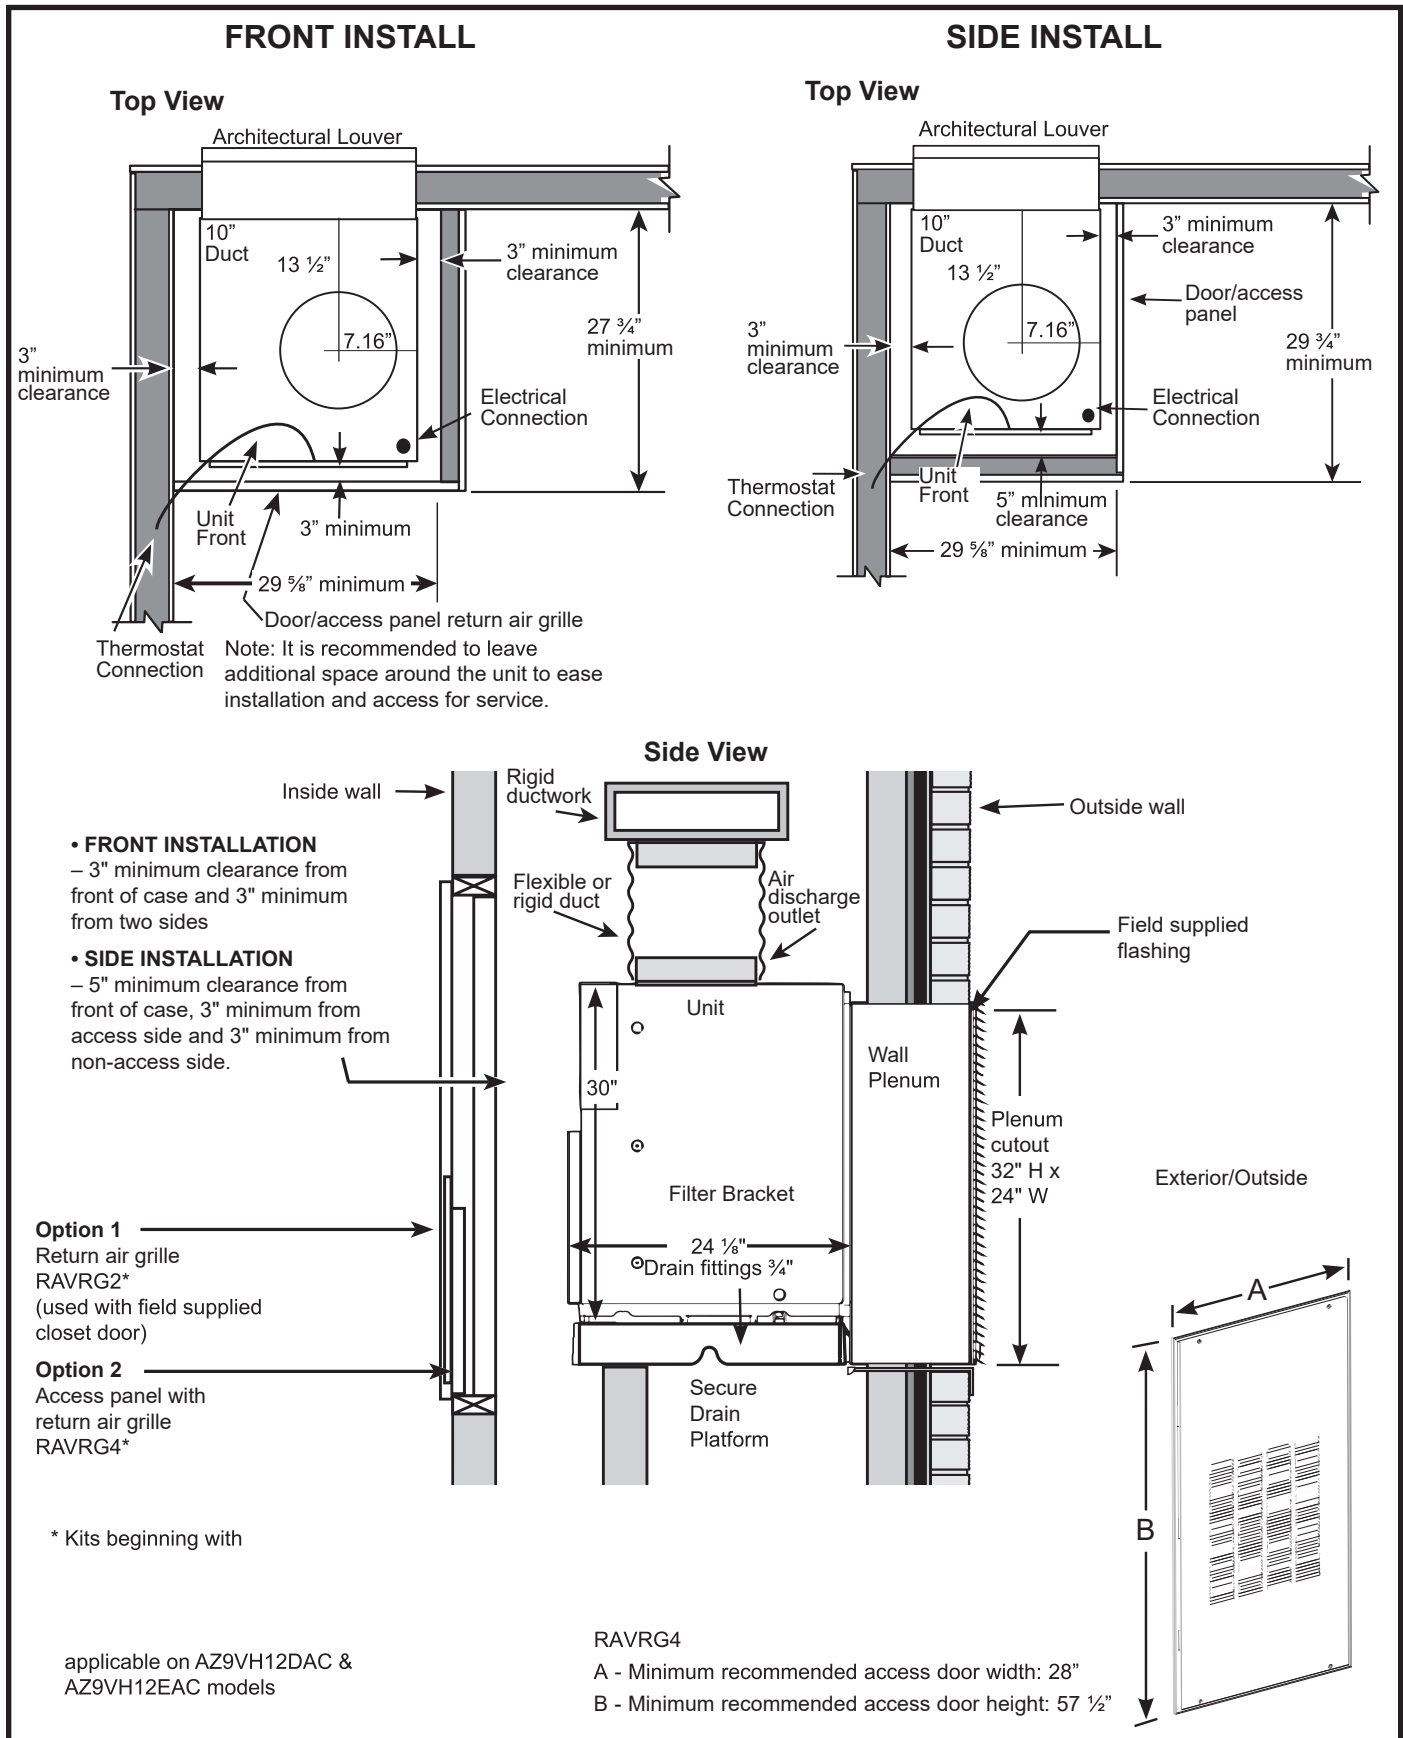 FRONT INSTALL
Top View
Architectural Louver
10”
Duct
13 ½”
7.16”
3” minimum
clearance
27 ¾”
minimum
3”
minimum
clearance
Electrical
Connection
Unit
Front
3” minimum
29 ⅝” minimum
Door/access panel return air grille
Thermostat
Connection
Note: It is recommended to leave
additional space around the unit to ease
installation and access for service.
SIDE INSTALL
Top View
Architectural Louver
10”
Duct
13 ½”
7.16”
3” minimum
clearance
Door/access
panel
29 ¾”
minimum
3”
minimum
clearance
Electrical
Connection
Thermostat
Connection
Unit
Front
5” minimum
clearance
29 ⅝” minimum
Side View
Inside wall
Rigid
ductwork
Outside wall
• FRONT INSTALLATION
– 3" minimum clearance from
front of case and 3" minimum
from two sides
• SIDE INSTALLATION
– 5" minimum clearance from
front of case, 3" minimum from
access side and 3" minimum from
non-access side.
Flexible or
rigid duct
Air
discharge
outlet
Field supplied
flashing
Unit
30"
Wall
Plenum
Plenum
cutout
32" H x
24" W
Filter Bracket
24 ⅛"
Drain fittings ¾"
Secure
Drain
Platform
Option 1
Return air grille
RAVRG2*
(used with field supplied
closet door)
Option 2
Access panel with
return air grille
RAVRG4*
Exterior/Outside
A
B
* Kits beginning with
applicable on AZ9VH12DAC &
AZ9VH12EAC models
RAVRG4
A - Minimum recommended access door width: 28”
B - Minimum recommended access door height: 57 ½”